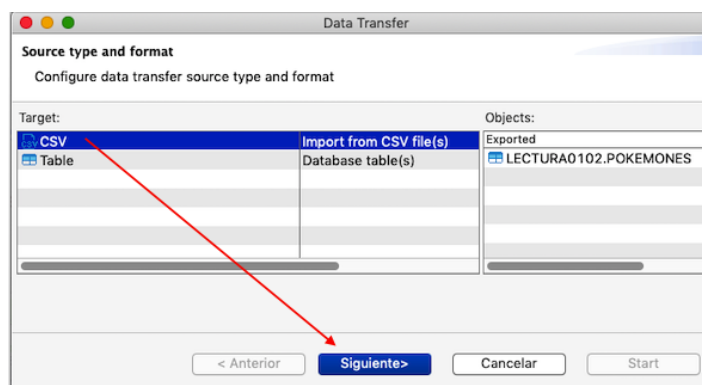 Data Transfer
Source type and format
Configure data transfer source type and format
Target:
Objects:
CSV Import from CSV file(s)
Exported
Table Database table(s)
LECTURA0102.POKEMONES
< Anterior
Siguiente>
Cancelar
Start